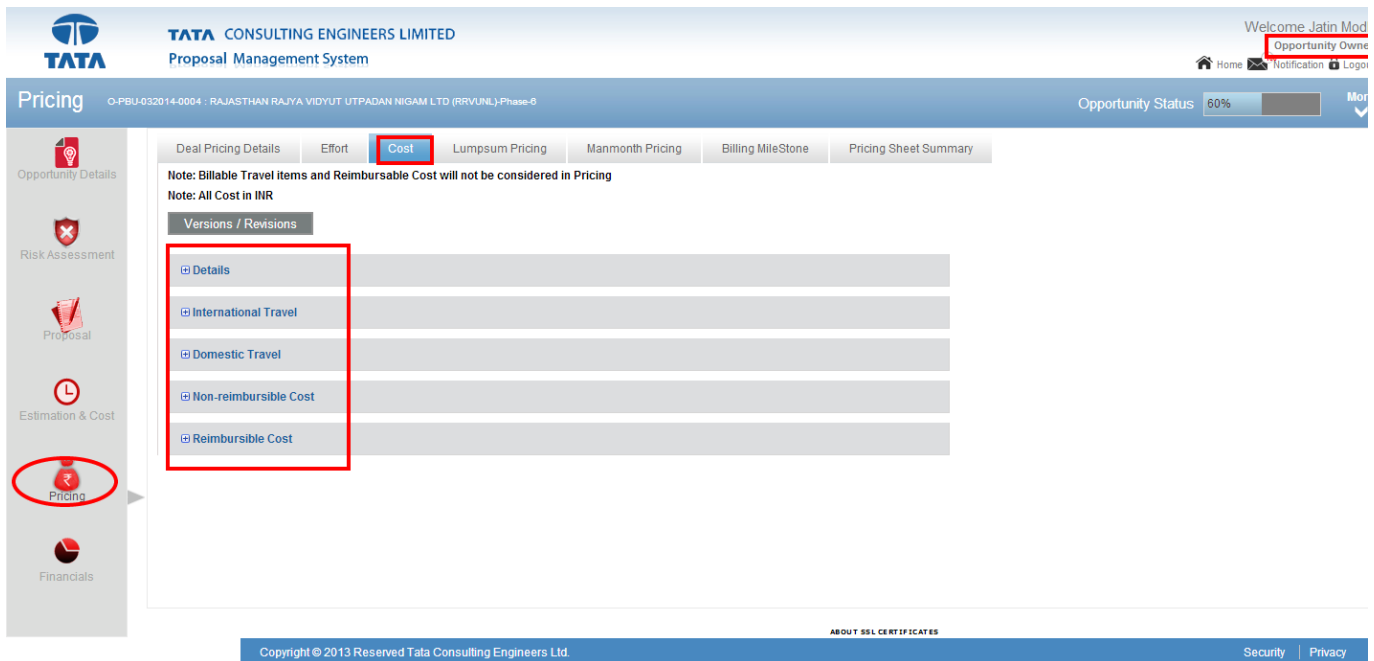 TATA
TATA CONSULTING ENGINEERS LIMITED
Proposal Management System
Welcome Jatin Mod
Opportunity Owne
Home Notification Logou
Pricing O-PBU-032014-0004 : RAJASTHAN RAJYA VIDYUT UTPADAN NIGAM LTD (RRVUNL)-Phase-6
Opportunity Status 60%
Mor
Opportunity Details
Risk Assessment
Proposal
Estimation & Cost
Pricing
Financials
Deal Pricing Details Effort Cost Lumpsum Pricing Manmonth Pricing Billing MileStone Pricing Sheet Summary
Note: Billable Travel items and Reimbursable Cost will not be considered in Pricing
Note: All Cost in INR
Versions / Revisions
Details
International Travel
Domestic Travel
Non-reimbursible Cost
Reimbursible Cost
ABOUT SSL CERTIFICATES
Copyright © 2013 Reserved Tata Consulting Engineers Ltd.
Security | Privacy